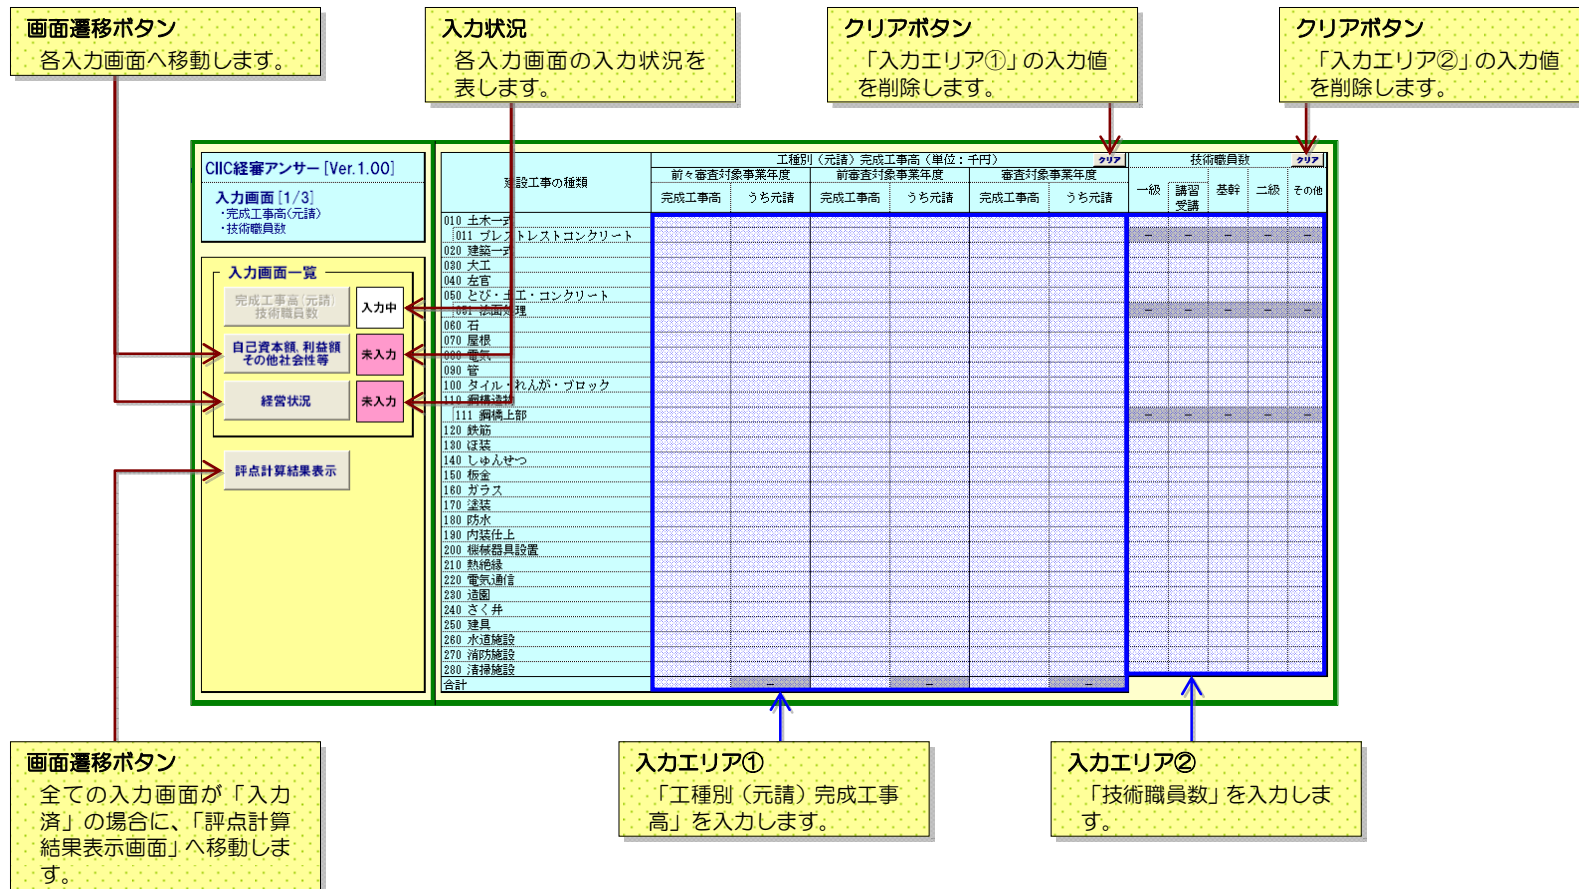 画面遷移ボタン
各入力画面へ移動します。
入力状況
各入力画面の入力状況を
表します。
クリアボタン
「入力エリア①」の入力値
を削除します。
クリアボタン
「入力エリア②」の入力値
を削除します。
CIIC経審アンサー [Ver.1.00]
入力画面 [1/3]
・完成工事高(元請)
・技術職員数
入力画面一覧
完成工事高(元請)
技術職員数
入力中
自己資本額、利益額
その他社会性等
未入力
経営状況
未入力
評点計算結果表示
建設工事の種類
工種別(元請)完成工事高(単位:千円)
クリア
技術職員数
クリア
前々審査対象事業年度
前審査対象事業年度
審査対象事業年度
完成工事高
うち元請
完成工事高
うち元請
完成工事高
うち元請
一級
講習
受講
基幹
二級
その他
010 土木一式
011 プレストレストコンクリート
- - - - -
020 建築一式
030 大工
040 左官
050 とび・土工・コンクリート
051 法面処理
- - - - -
060 石
070 屋根
080 電気
090 管
100 タイル・れんが・ブロック
110 鋼構造物
111 鋼橋上部
- - - - -
120 鉄筋
130 ほ装
140 しゅんせつ
150 板金
160 ガラス
170 塗装
180 防水
190 内装仕上
200 機械器具設置
210 熱絶縁
220 電気通信
230 造園
240 さく井
250 建具
260 水道施設
270 消防施設
280 清掃施設
合計
- - -
画面遷移ボタン
全ての入力画面が「入力
済」の場合に、「評点計算
結果表示画面」へ移動しま
す。
入力エリア①
「工種別(元請)完成工事
高」を入力します。
入力エリア②
「技術職員数」を入力しま
す。